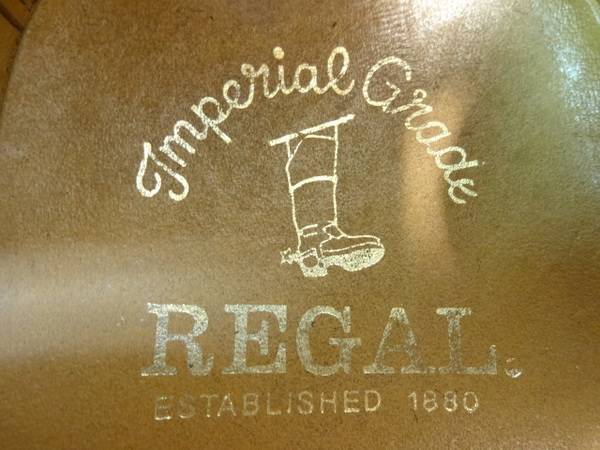 Imperial Grade
REGAL.
ESTABLISHED 1880